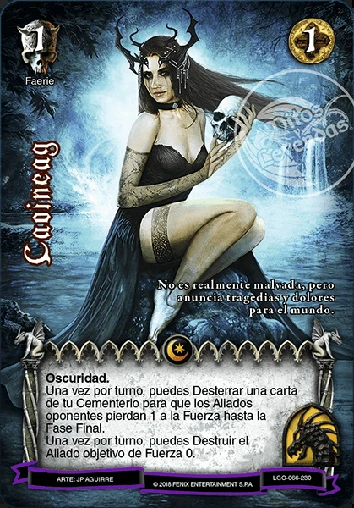 1
1
Faerie
Mitos
Leyendas
Caoineag
No es realmente malvada, pero
anuncia tragedias y dolores
para el mundo.
Oscuridad.
Una vez por turno, puedes Desterrar una carta
de tu Cementerio para que los Aliados
oponentes pierdan 1 a la Fuerza hasta la
Fase Final.
Una vez por turno, puedes Destruir el
Aliado objetivo de Fuerza 0.
ARTE: JP AGUIRRE
© 2018 FENIX ENTERTAINMENT S.P.A